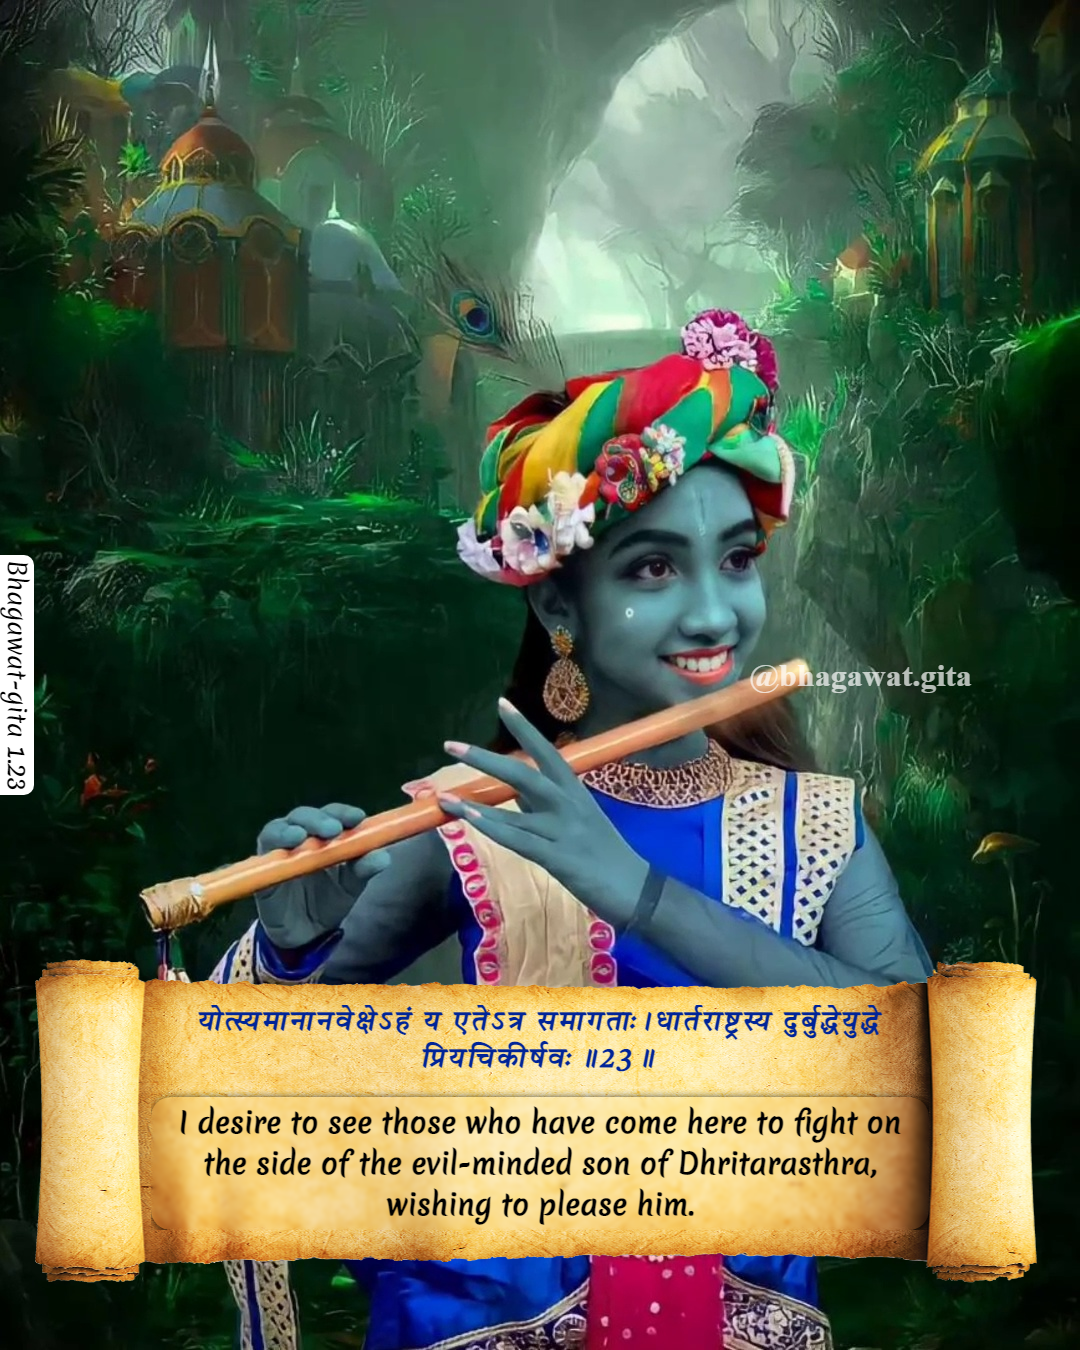 Bhagawat-gita 1.23
@bhagawat.gita
योत्स्यमानानवेक्षेऽहं य एतेऽत्र समागताः।धार्तराष्ट्रस्य दुर्बुद्धेयुद्धे
प्रियचिकीर्षवः ॥23॥
I desire to see those who have come here to fight on
the side of the evil-minded son of Dhritarasthra,
wishing to please him.